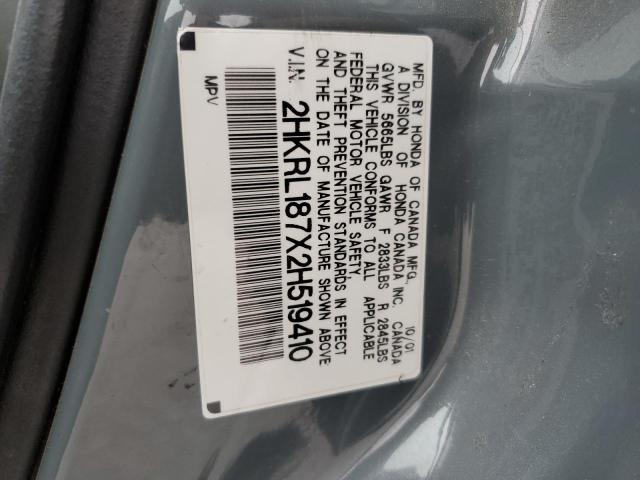 MFD. BY HONDA OF CANADA MFG., 10/01
A DIVISION OF HONDA CANADA INC., CANADA
GVWR 5665LBS GAWR F 2833LBS R 2845LBS
THIS VEHICLE CONFORMS TO ALL APPLICABLE
FEDERAL MOTOR VEHICLE SAFETY,
AND THEFT PREVENTION STANDARDS IN EFFECT
ON THE DATE OF MANUFACTURE SHOWN ABOVE.
V.I.N. 2HKRL187X2H519410
MPV